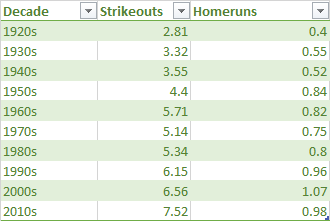 Decade Strikeouts Homeruns
1920s 2.81 0.4
1930s 3.32 0.55
1940s 3.55 0.52
1950s 4.4 0.84
1960s 5.71 0.82
1970s 5.14 0.75
1980s 5.34 0.8
1990s 6.15 0.96
2000s 6.56 1.07
2010s 7.52 0.98